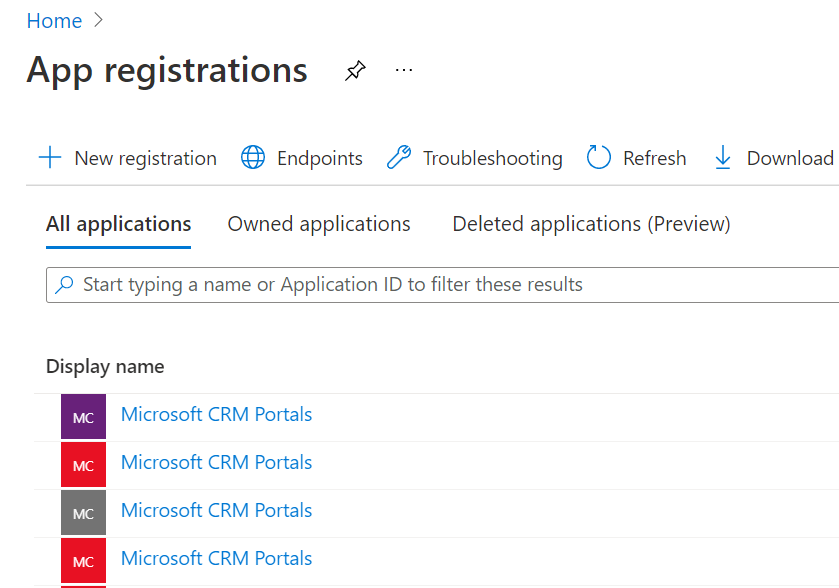 Home >
App registrations ...
New registration Endpoints Troubleshooting Refresh Download
All applications Owned applications Deleted applications (Preview)
Start typing a name or Application ID to filter these results
Display name
MC Microsoft CRM Portals
MC Microsoft CRM Portals
MC Microsoft CRM Portals
MC Microsoft CRM Portals